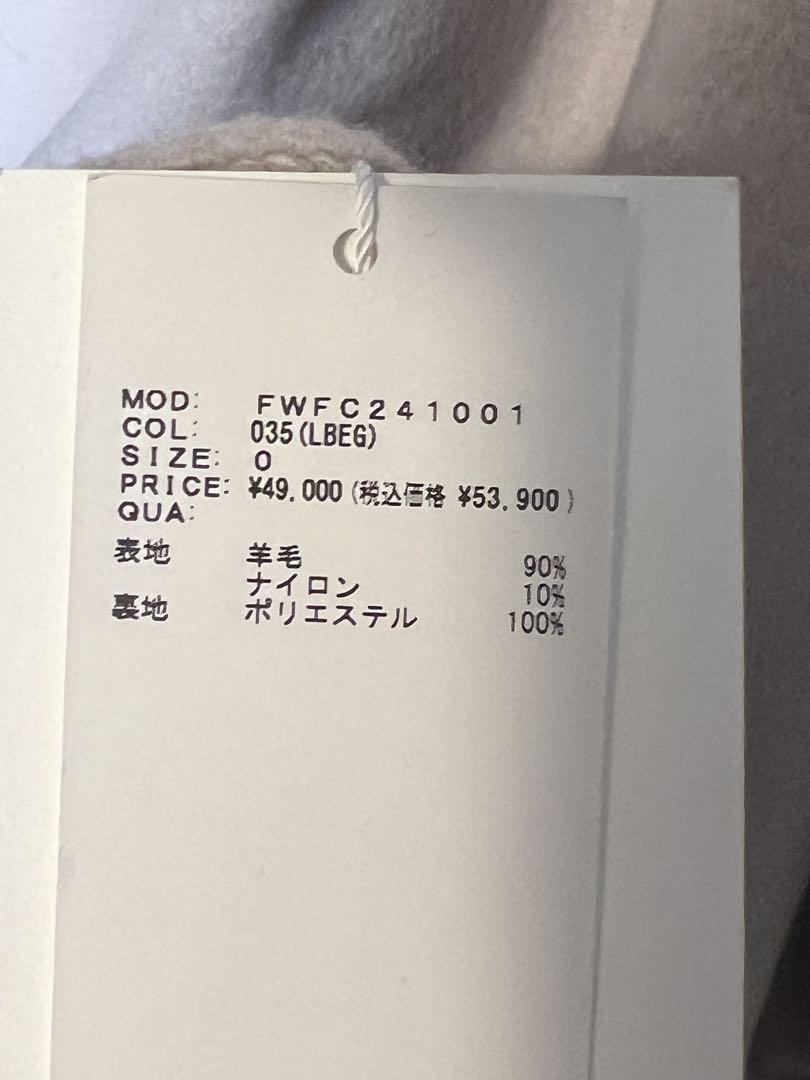 MOD: FWFC241001
COL: 035(LBEG)
SIZE: 0
PRICE: ¥49,000(税込価格 ¥53,900)
QUA:
表地 羊毛 90%
ナイロン 10%
裏地 ポリエステル 100%